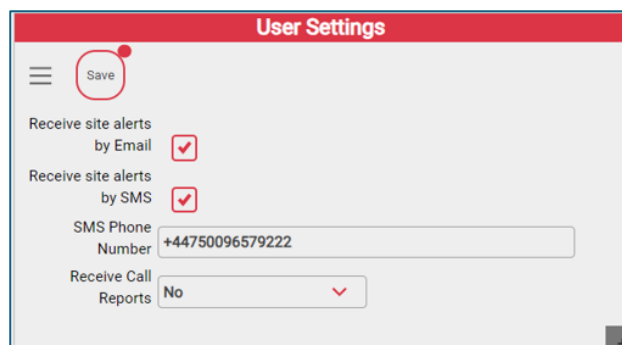 User Settings
Save
Receive site alerts
by Email
Receive site alerts
by SMS
SMS Phone
Number
+44750096579222
Receive Call
Reports
No